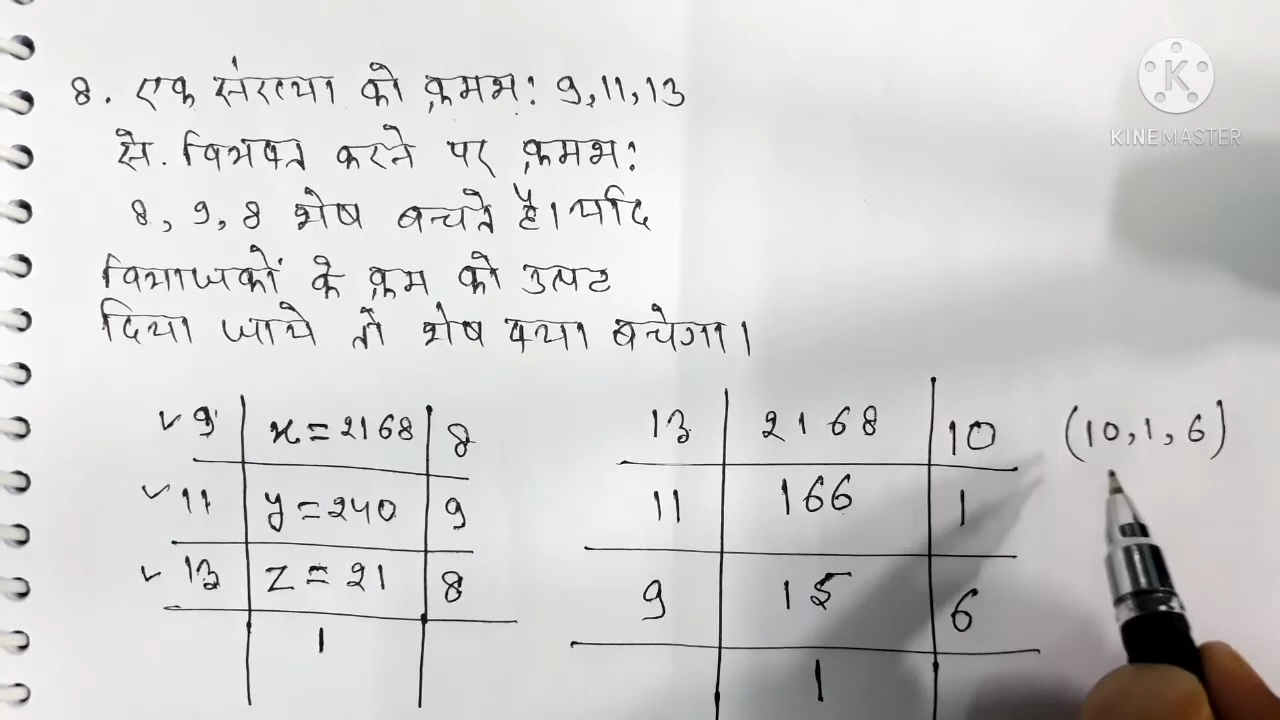 8. एक संख्या को क्रमशः 9,11,13
से. विभक्त करने पर क्रमशः
8, 9, 8 शेष बचते है। यदि
विभाजकों के क्रम को उलट
दिया जाये तो शेष क्या बचेगा।
✓ 9 x = 2168 8
✓ 11 y = 240 9
✓ 13 z = 21 8
1
13 2168 10 (10, 1, 6)
11 166 1
9 15 6
1
K
KINEMASTER